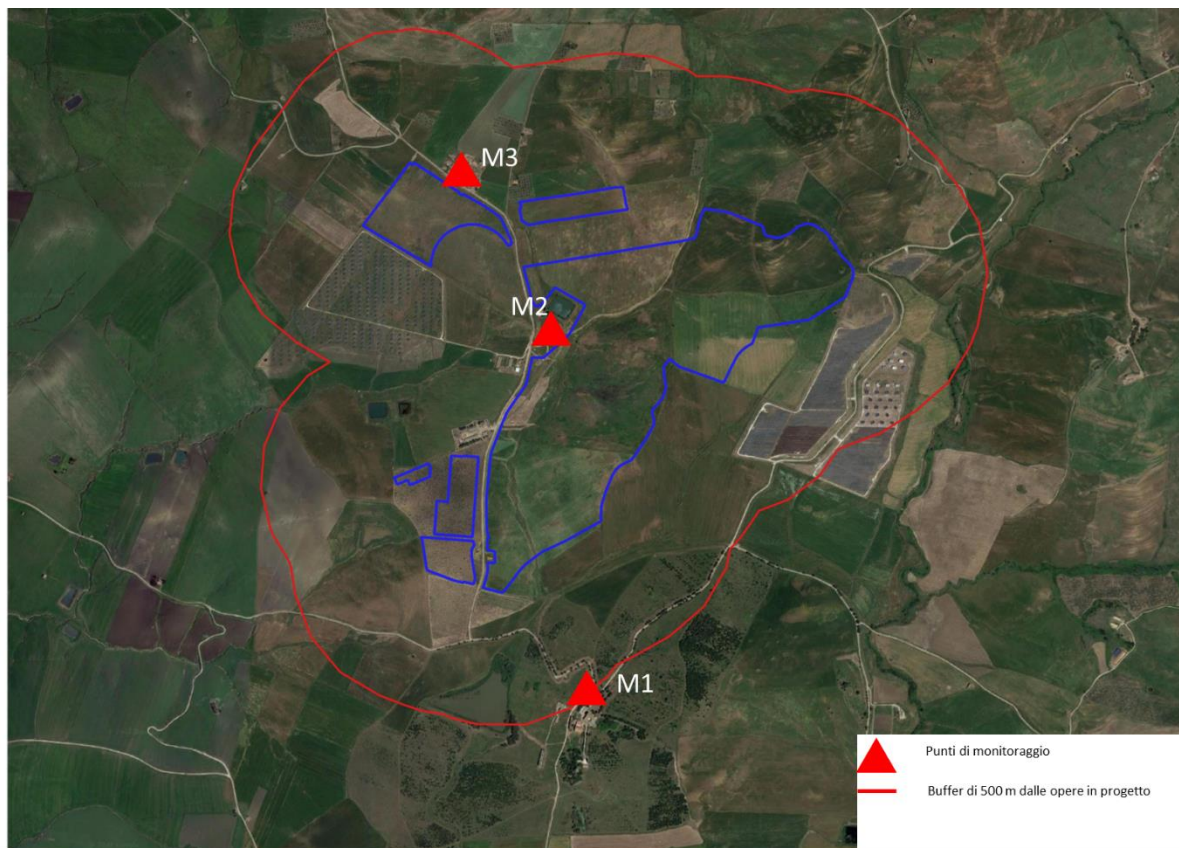 M3
M2
M1
Punti di monitoraggio
Buffer di 500 m dalle opere in progetto